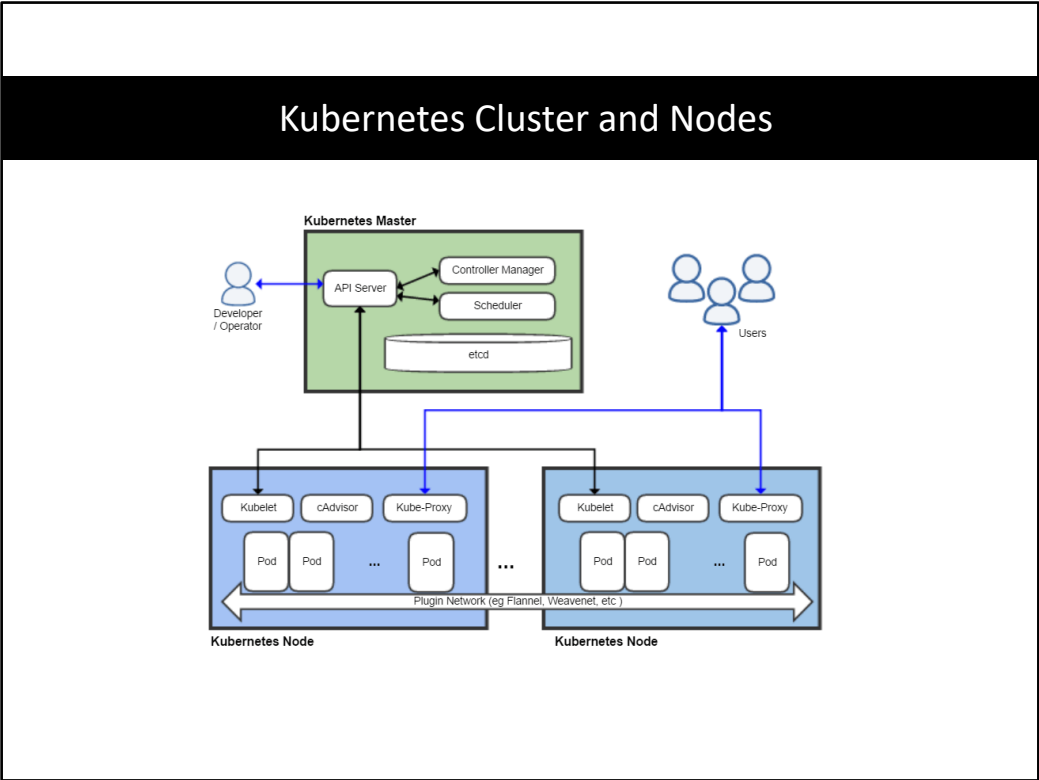 Kubernetes Cluster and Nodes
Kubernetes Master
API Server
Controller Manager
Scheduler
etcd
Developer
/ Operator
Users
Kubelet
cAdvisor
Kube-Proxy
Pod
Pod
...
Pod
...
Kubelet
cAdvisor
Kube-Proxy
Pod
Pod
...
Pod
Plugin Network (eg Flannel, Weavenet, etc )
Kubernetes Node
Kubernetes Node